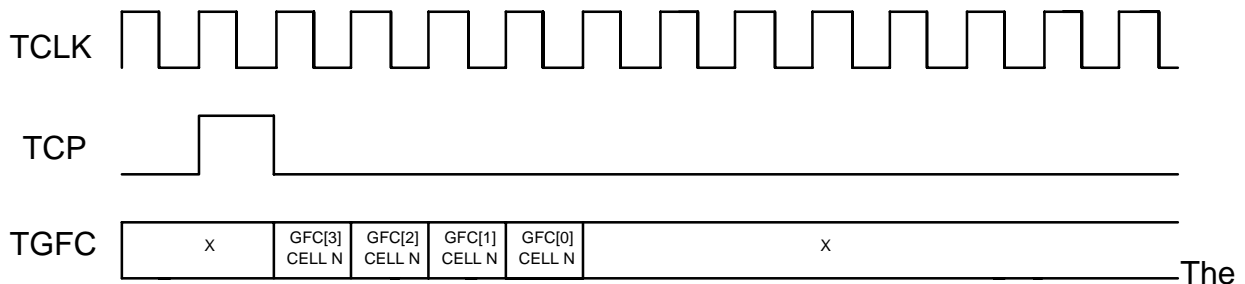 TCLK
TCP
TGFC
X
GFC[3]
CELL N
GFC[2]
CELL N
GFC[1]
CELL N
GFC[0]
CELL N
X
The